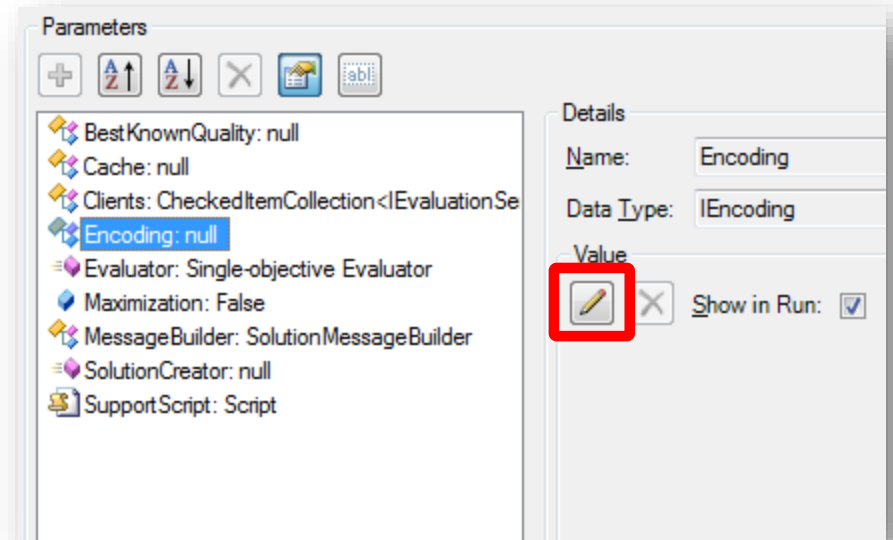 Parameters
BestKnownQuality: null
Cache: null
Clients: CheckedItemCollection<IEvaluationSe
Encoding: null
Evaluator: Single-objective Evaluator
Maximization: False
MessageBuilder: SolutionMessageBuilder
SolutionCreator: null
SupportScript: Script
Details
Name: Encoding
Data Type: IEncoding
Value
Show in Run: